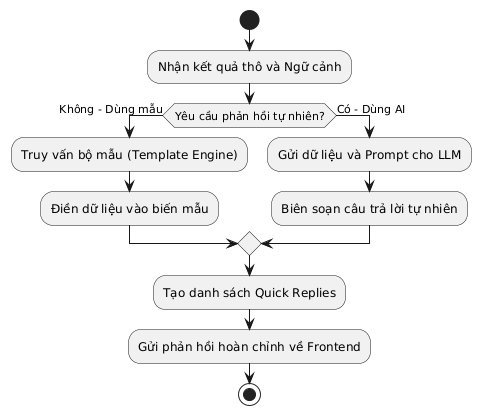 Nhận kết quả thô và Ngữ cảnh
Không - Dùng mẫu
Yêu cầu phản hồi tự nhiên?
Có - Dùng AI
Truy vấn bộ mẫu (Template Engine)
Gửi dữ liệu và Prompt cho LLM
Điền dữ liệu vào biến mẫu
Biên soạn câu trả lời tự nhiên
Tạo danh sách Quick Replies
Gửi phản hồi hoàn chỉnh về Frontend